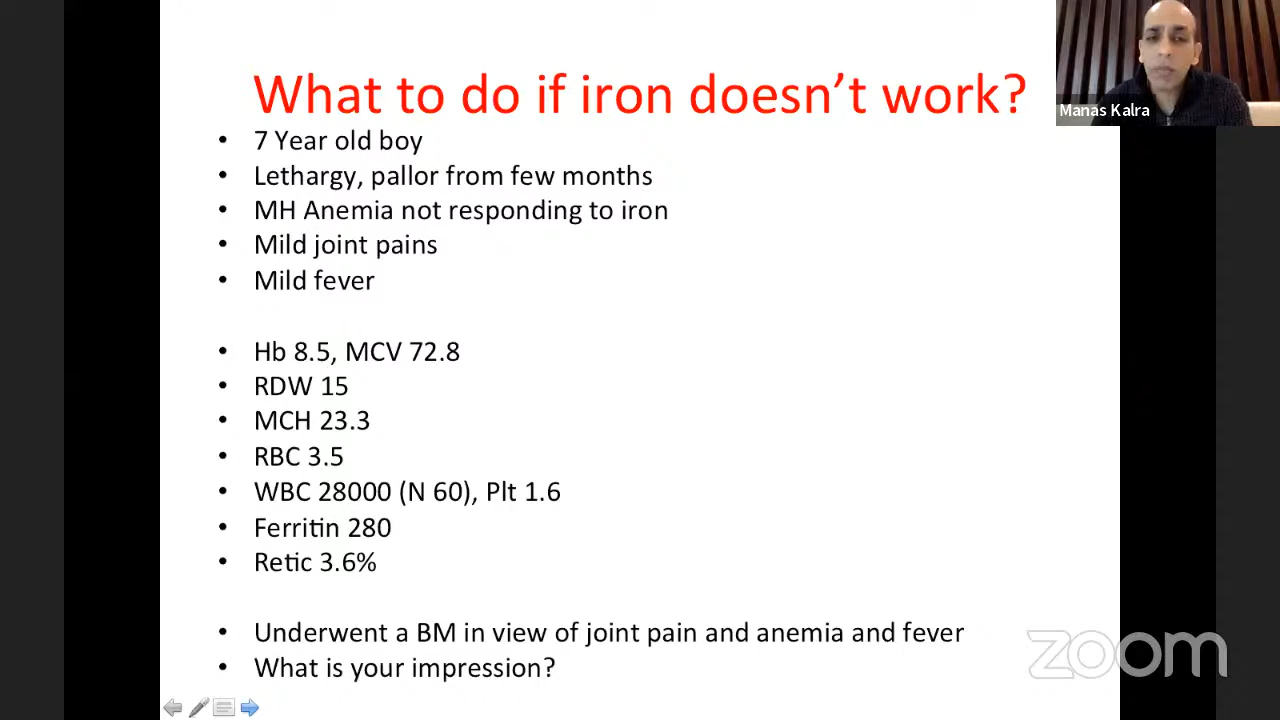 What to do if iron doesn't work?
Manas Kalra
• 7 Year old boy
• Lethargy, pallor from few months
• MH Anemia not responding to iron
• Mild joint pains
• Mild fever
• Hb 8.5, MCV 72.8
• RDW 15
• MCH 23.3
• RBC 3.5
• WBC 28000 (N 60), Plt 1.6
• Ferritin 280
• Retic 3.6%
• Underwent a BM in view of joint pain and anemia and fever
• What is your impression?
zoom